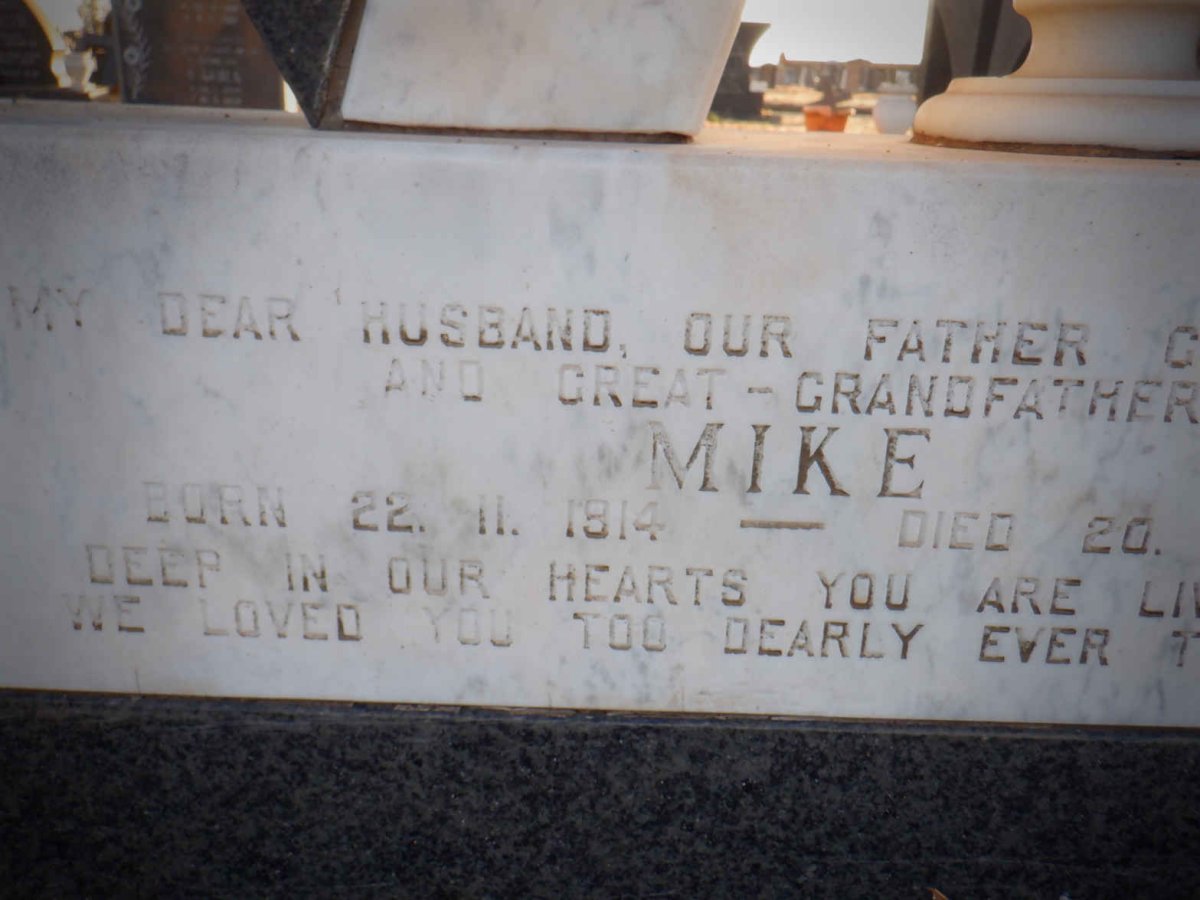 MY DEAR HUSBAND, OUR FATHER G
AND GREAT-GRANDFATHER
MIKE
BORN 22. 11. 1914 — DIED 20.
DEEP IN OUR HEARTS YOU ARE LIV
WE LOVED YOU TOO DEARLY EVER T